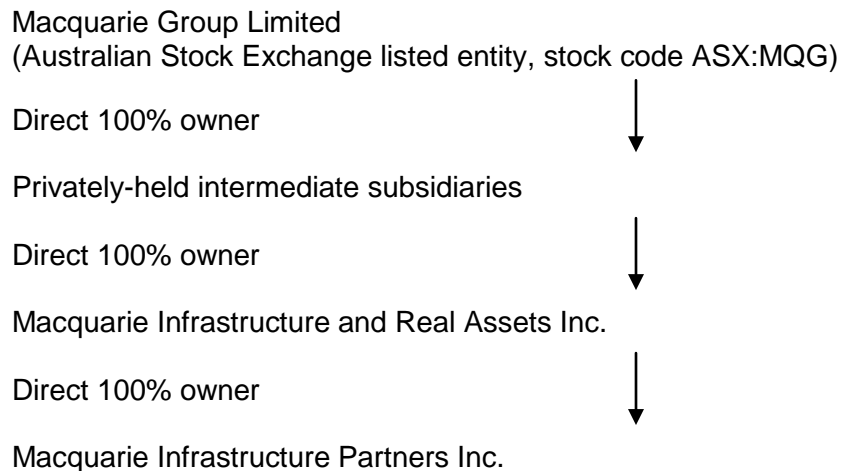 Macquarie Group Limited
(Australian Stock Exchange listed entity, stock code ASX:MQG)
Direct 100% owner
Privately-held intermediate subsidiaries
Direct 100% owner
Macquarie Infrastructure and Real Assets Inc.
Direct 100% owner
Macquarie Infrastructure Partners Inc.